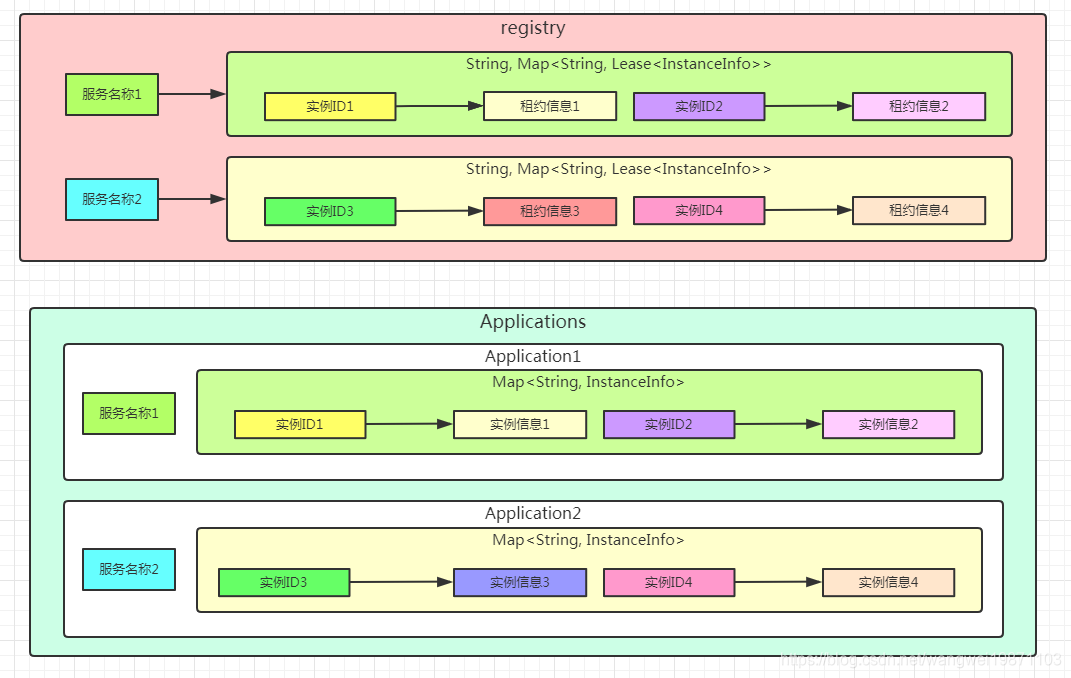 registry
String, Map<String, Lease<InstanceInfo>>
服务名称1
实例ID1
租约信息1
实例ID2
租约信息2
String, Map<String, Lease<InstanceInfo>>
服务名称2
实例ID3
租约信息3
实例ID4
租约信息4
Applications
Application1
Map<String, InstanceInfo>
服务名称1
实例ID1
实例信息1
实例ID2
实例信息2
Application2
Map<String, InstanceInfo>
服务名称2
实例ID3
实例信息3
实例ID4
实例信息4
https://blog.csdn.net/wangwei19871103